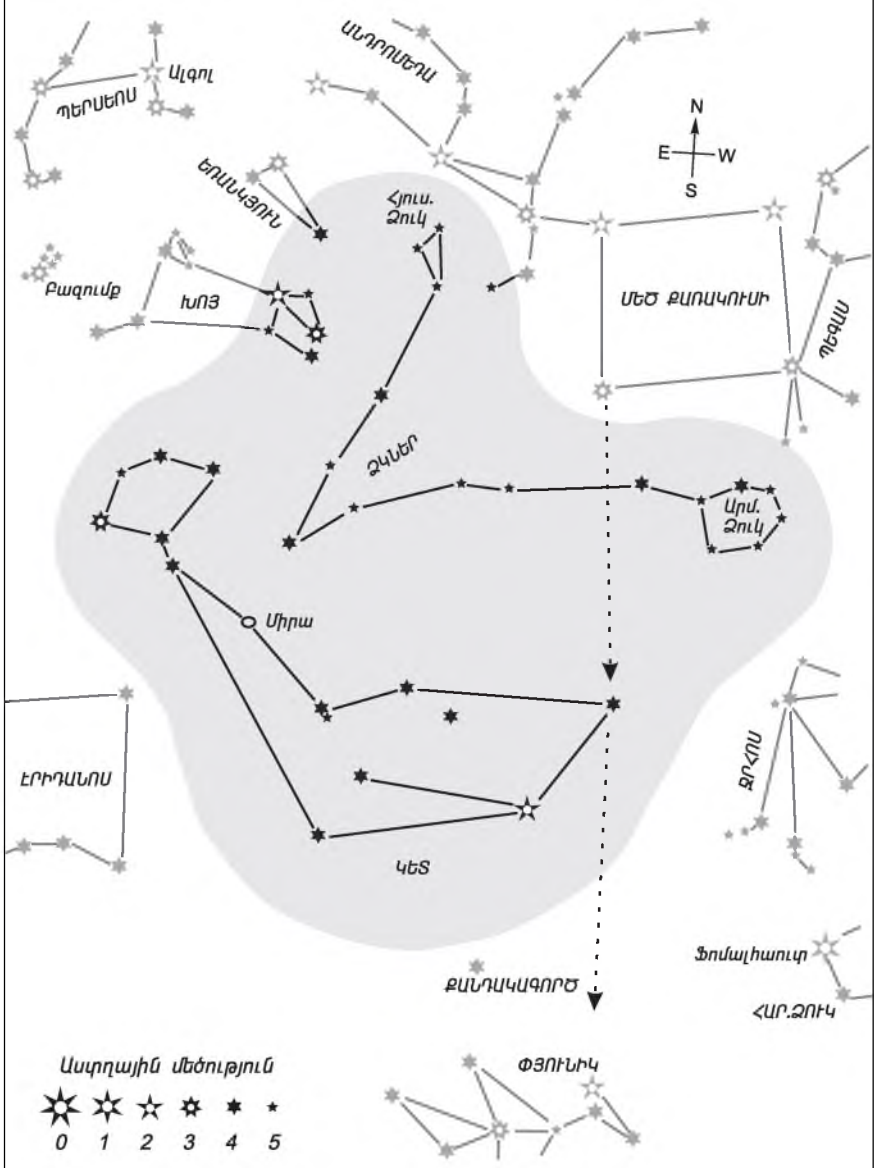 ԱՆԴՐՈՄԵԴԱ
Ալգոլ
ՊԵՐՍԵՈՍ
N
E W
S
ԵՌԱՆԿՅՈՒՆ
Հյուս.
Ձուկ
Բազումք
ԽՈՅ
ՄԵԾ ՔԱՌԱԿՈՒՍԻ
ՊԵԳԱՍ
ՁԿՆԵՐ
Արմ.
Ձուկ
Միրա
ԷՐԻԴԱՆՈՍ
ՋՐՀՈՍ
ԿԵՏ
Ֆոմալհաուտ
ՔԱՆԴԱԿԱԳՈՐԾ
ՀԱՐ.ՁՈՒԿ
ՓՅՈՒՆԻԿ
Աստղային մեծություն
0 1 2 3 4 5